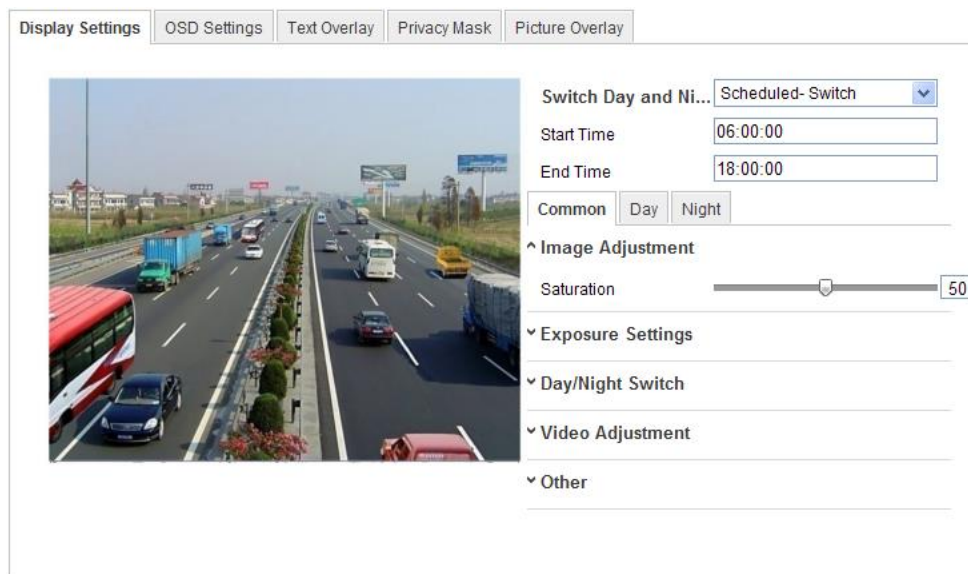 Display Settings OSD Settings Text Overlay Privacy Mask Picture Overlay
Switch Day and Ni... Scheduled- Switch
Start Time 06:00:00
End Time 18:00:00
Common Day Night
Image Adjustment
Saturation 50
Exposure Settings
Day/Night Switch
Video Adjustment
Other